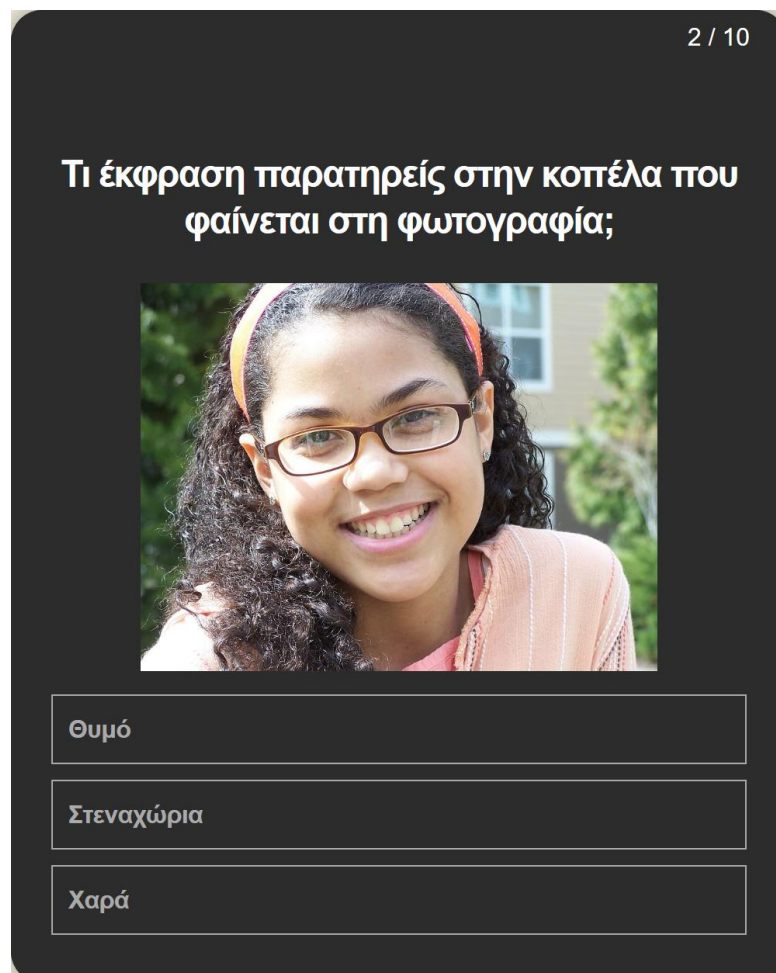 2 / 10
Τι έκφραση παρατηρείς στην κοπέλα που
φαίνεται στη φωτογραφία;
Θυμό
Στεναχώρια
Χαρά